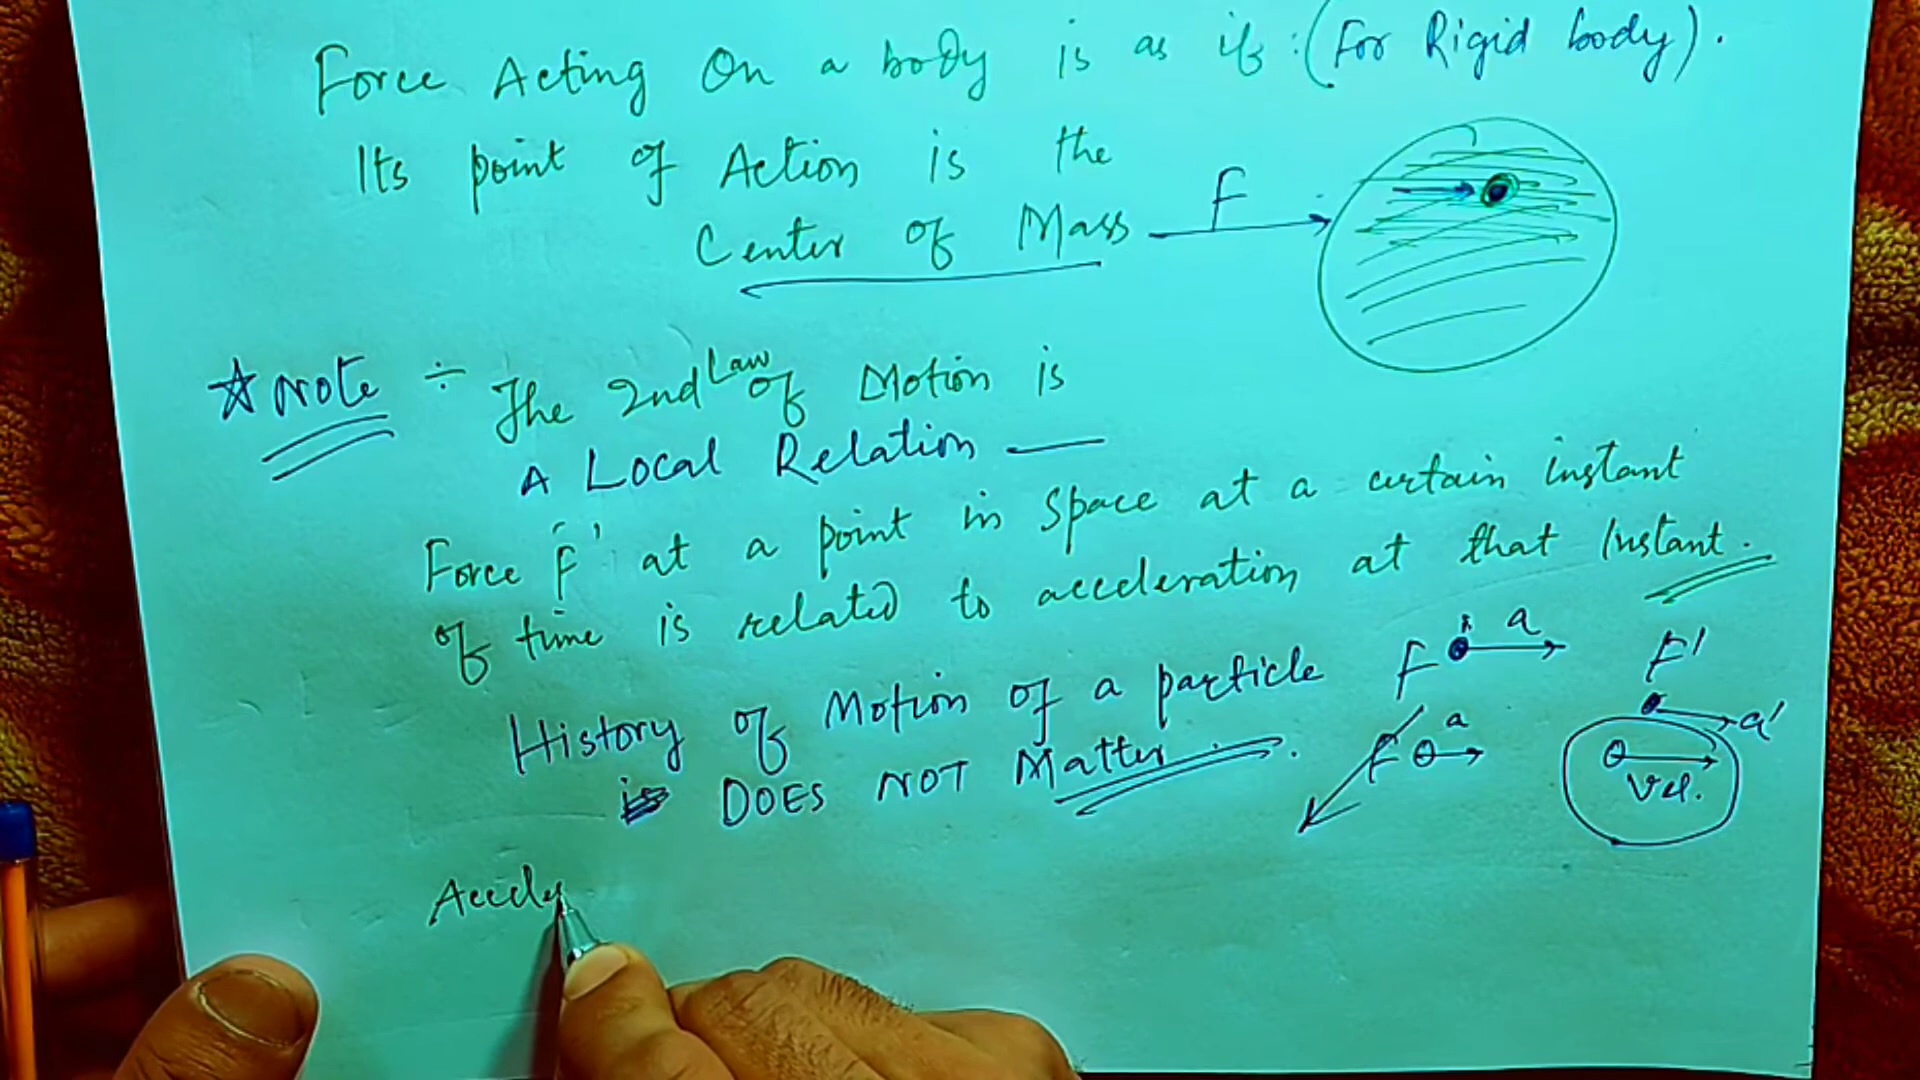 Force Acting On a body is as if :(For Rigid body).
Its point of Action is the
Center of Mass
F
☆ Note ÷ The 2nd Law of Motion is
A Local Relation —
Force 'F' at a point in Space at a certain instant
of time is related to acceleration at that Instant.
History of Motion of a particle
DOES NOT Matter.
F a
F a
F'
a'
vel.
Accele